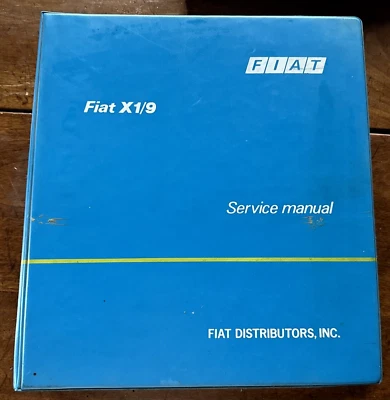 FIAT
Fiat X1/9
Service manual
FIAT DISTRIBUTORS, INC.